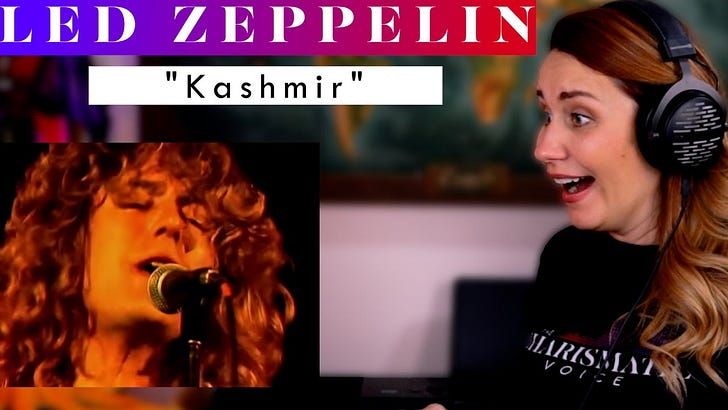 LED ZEPPELIN
"Kashmir"
VOICE